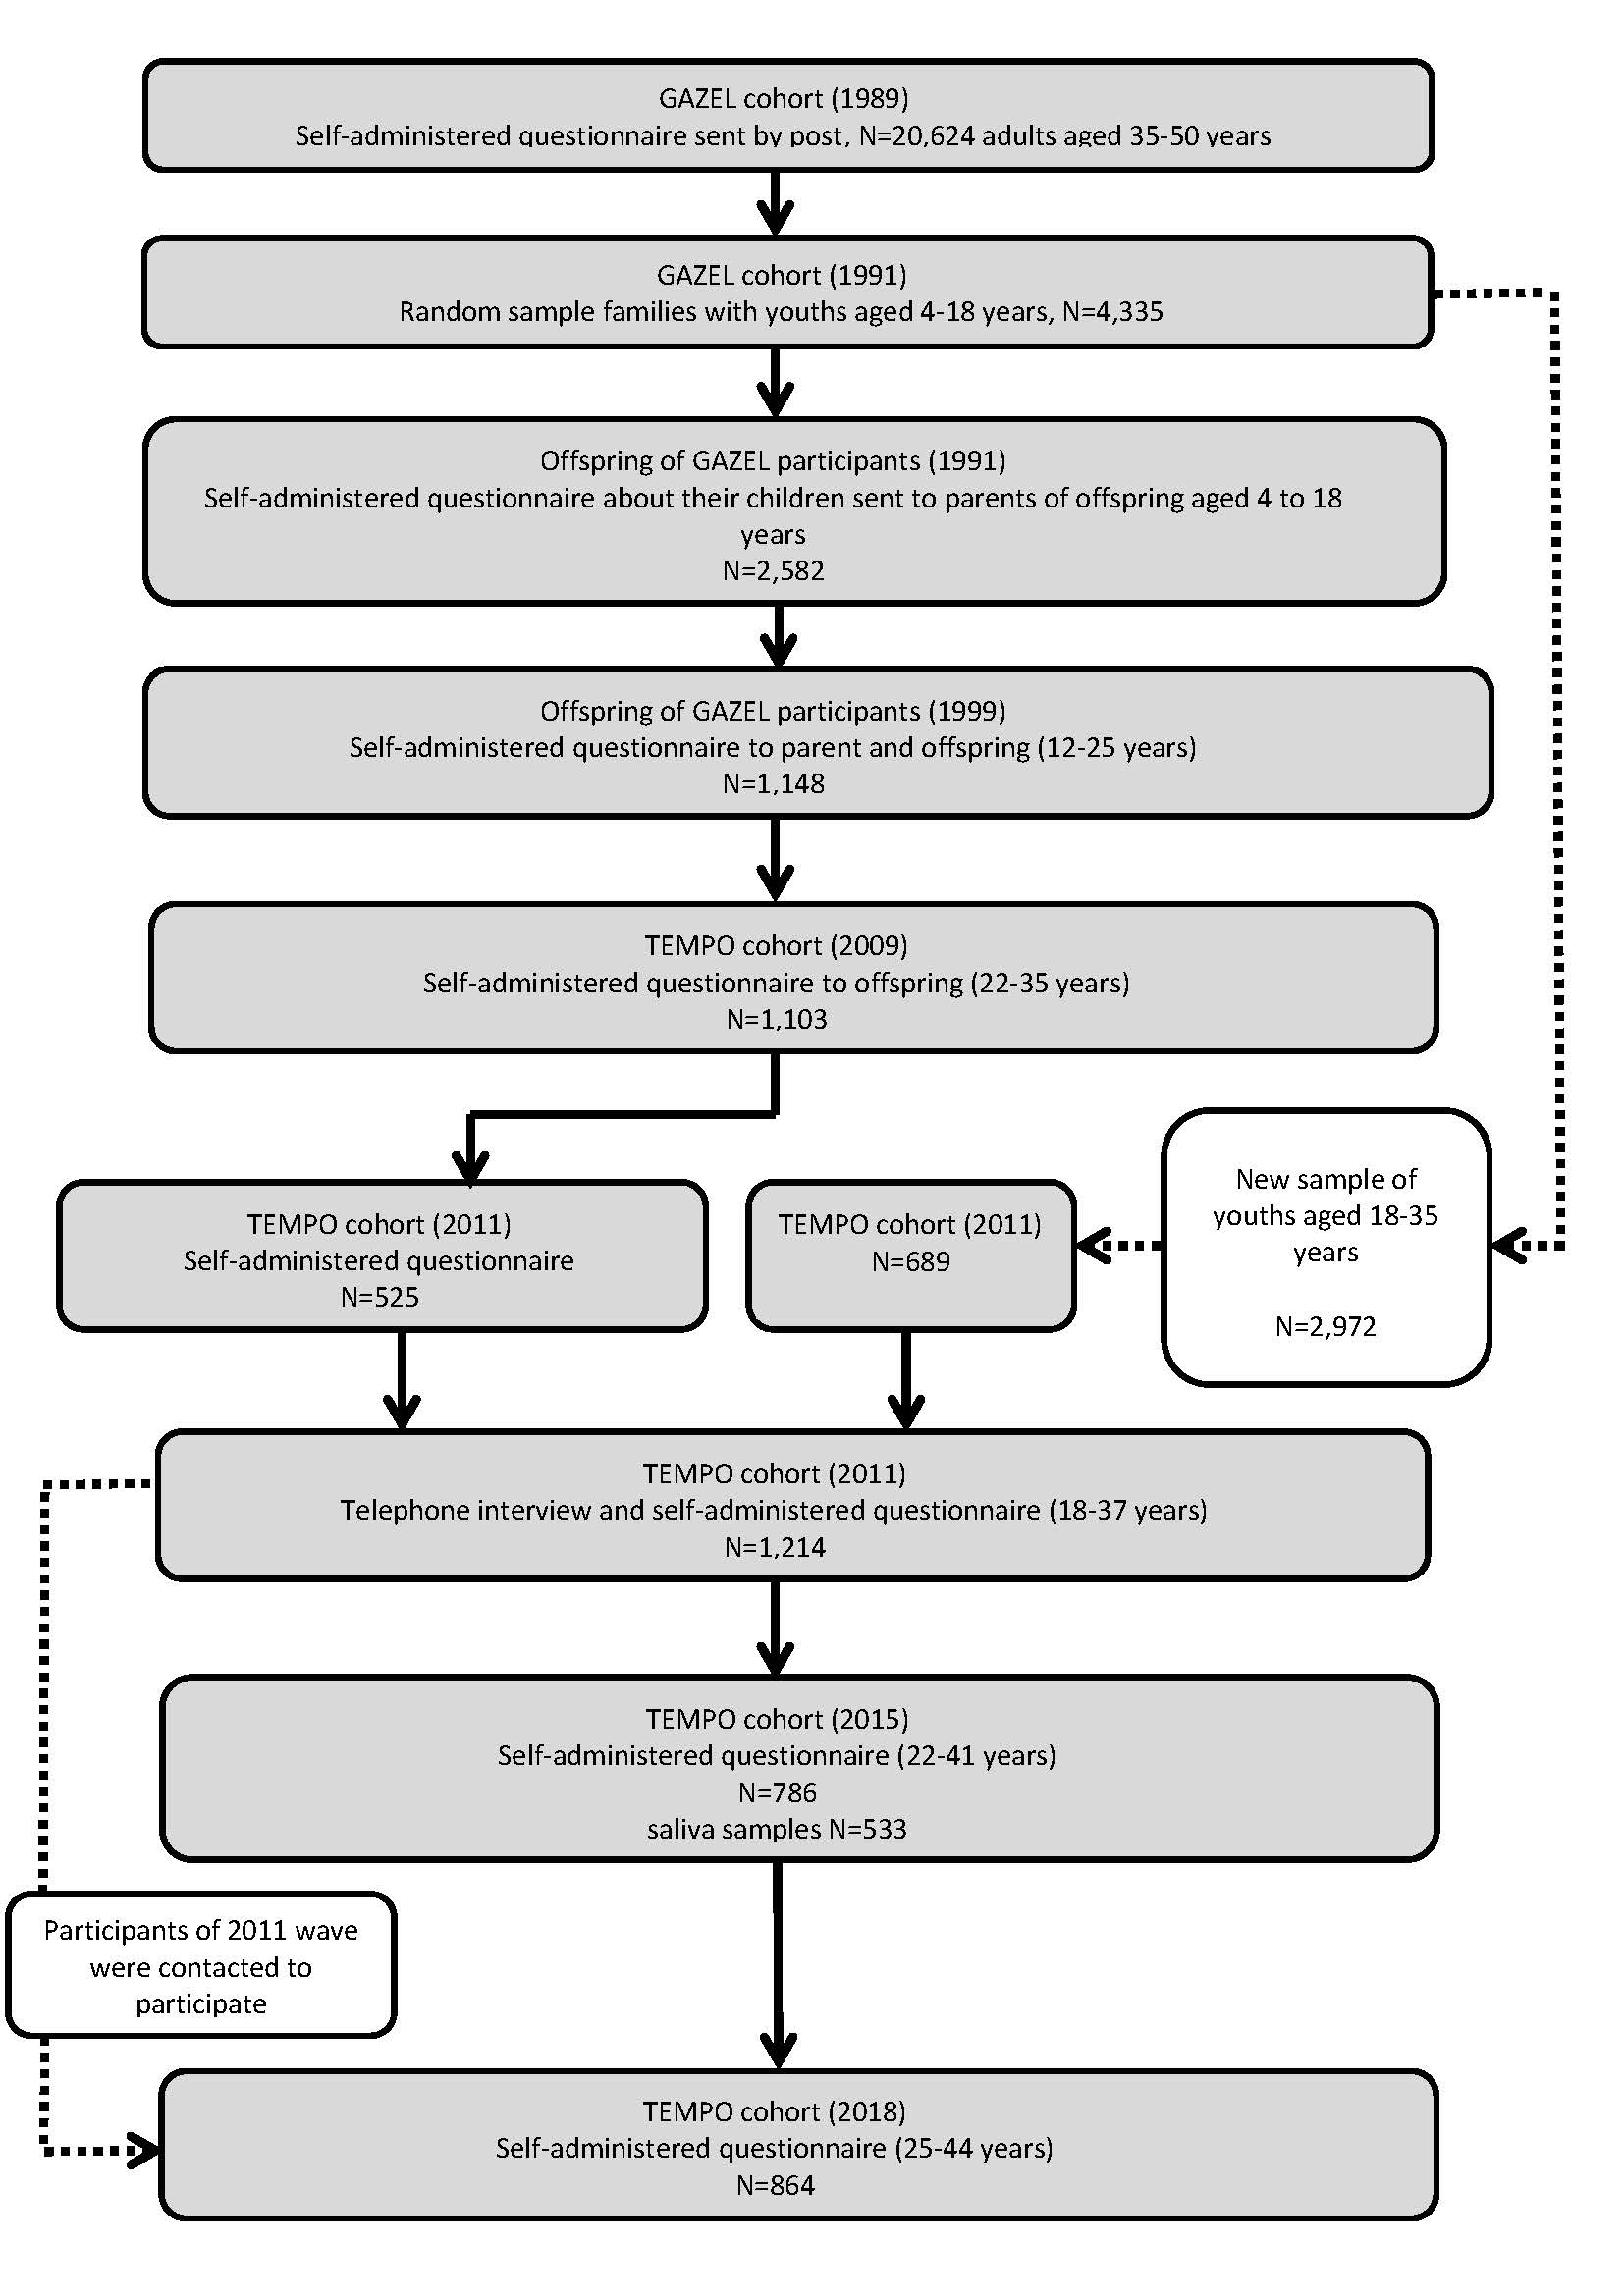 GAZEL cohort (1989)
Self-administered questionnaire sent by post, N=20,624 adults aged 35-50 years
GAZEL cohort (1991)
Random sample families with youths aged 4-18 years, N=4,335
Offspring of GAZEL participants (1991)
Self-administered questionnaire about their children sent to parents of offspring aged 4 to 18
years
N=2,582
Offspring of GAZEL participants (1999)
Self-administered questionnaire to parent and offspring (12-25 years)
N=1,148
TEMPO cohort (2009)
Self-administered questionnaire to offspring (22-35 years)
N=1,103
TEMPO cohort (2011)
Self-administered questionnaire
N=525
TEMPO cohort (2011)
N=689
New sample of
youths aged 18-35
years
N=2,972
TEMPO cohort (2011)
Telephone interview and self-administered questionnaire (18-37 years)
N=1,214
TEMPO cohort (2015)
Self-administered questionnaire (22-41 years)
N=786
saliva samples N=533
Participants of 2011 wave
were contacted to
participate
TEMPO cohort (2018)
Self-administered questionnaire (25-44 years)
N=864